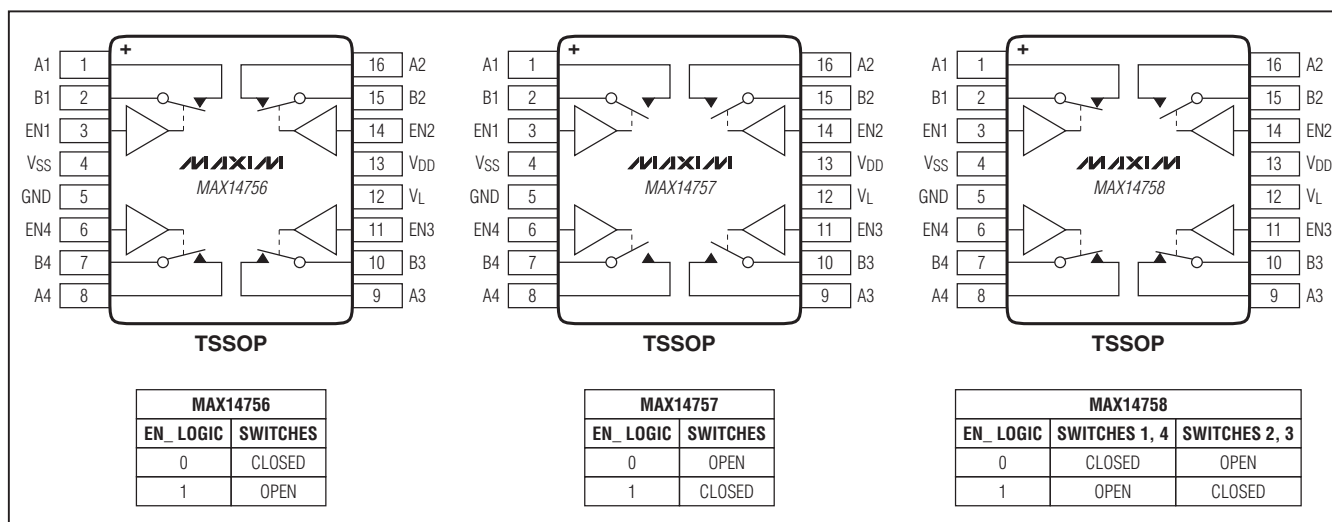 +
A1 1 16 A2
B1 2 15 B2
EN1 3 14 EN2
VSS 4 13 VDD
GND 5 12 VL
EN4 6 11 EN3
B4 7 10 B3
A4 8 9 A3
MAXIM
MAX14756
TSSOP
+
A1 1 16 A2
B1 2 15 B2
EN1 3 14 EN2
VSS 4 13 VDD
GND 5 12 VL
EN4 6 11 EN3
B4 7 10 B3
A4 8 9 A3
MAXIM
MAX14757
TSSOP
+
A1 1 16 A2
B1 2 15 B2
EN1 3 14 EN2
VSS 4 13 VDD
GND 5 12 VL
EN4 6 11 EN3
B4 7 10 B3
A4 8 9 A3
MAXIM
MAX14758
TSSOP
MAX14756
EN_ LOGIC SWITCHES
0 CLOSED
1 OPEN
MAX14757
EN_ LOGIC SWITCHES
0 OPEN
1 CLOSED
MAX14758
EN_ LOGIC SWITCHES 1, 4 SWITCHES 2, 3
0 CLOSED OPEN
1 OPEN CLOSED